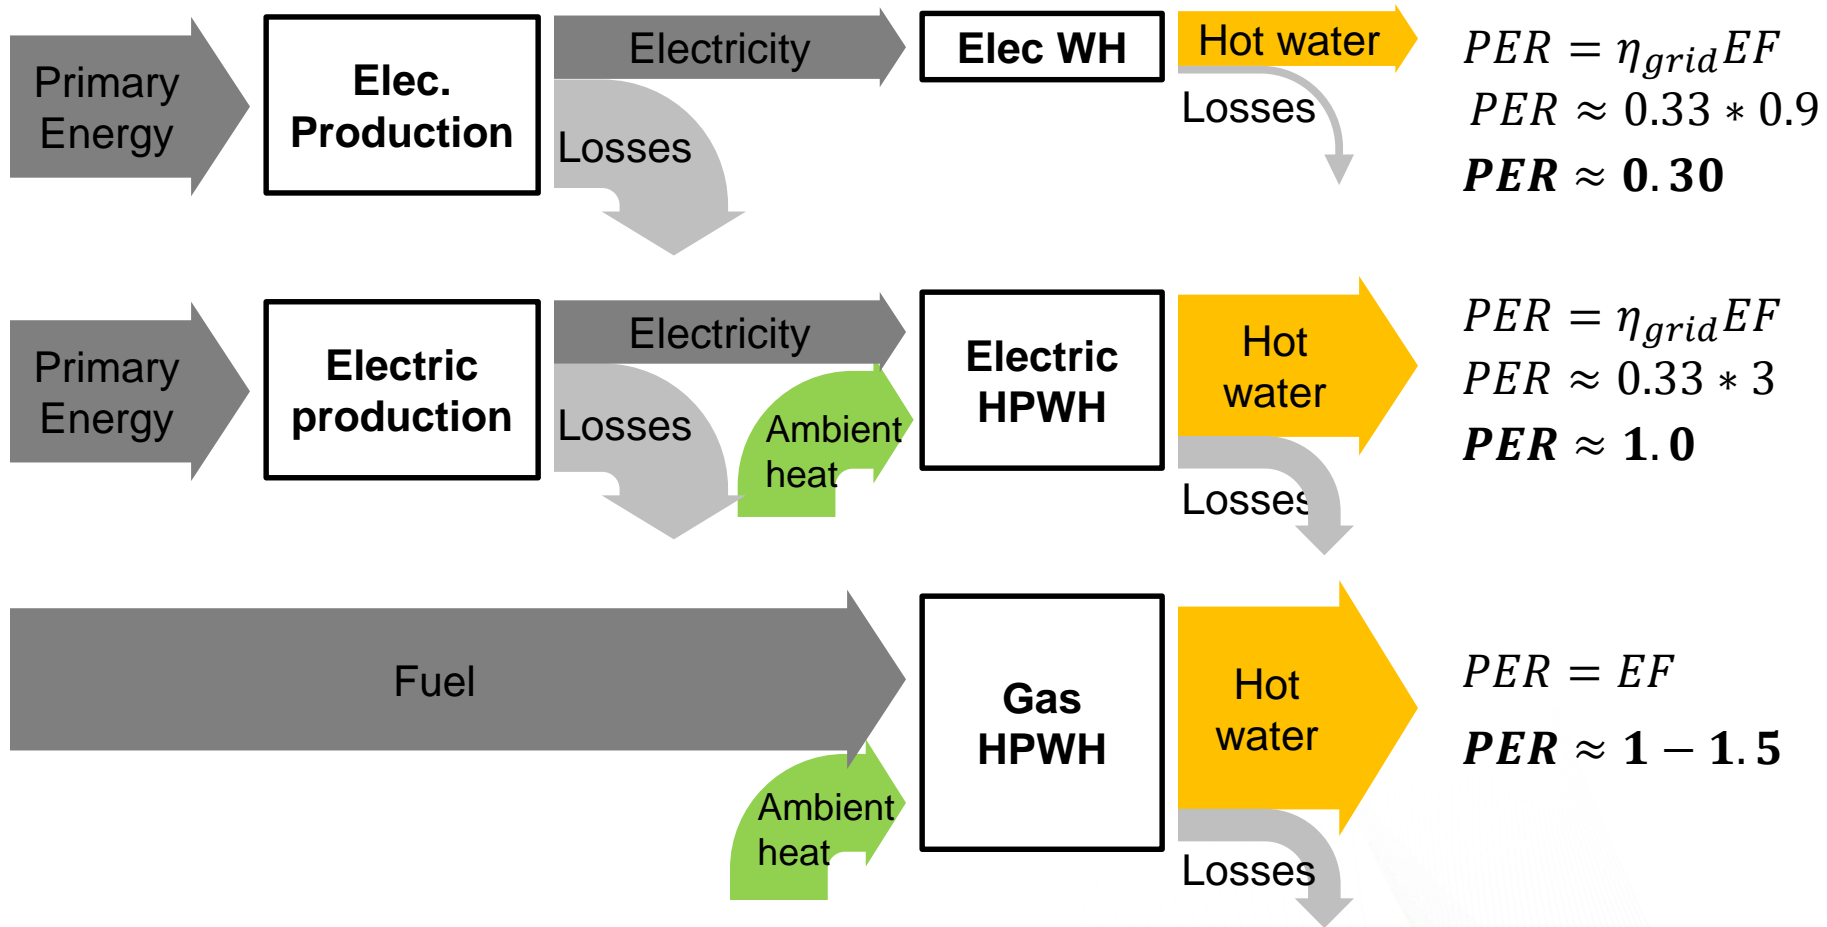 Primary
Energy
Elec.
Production
Electricity
Losses
Elec WH
Hot water
Losses
PER = η_grid EF
PER ≈ 0.33 * 0.9
PER ≈ 0.30
Primary
Energy
Electric
production
Electricity
Losses
Ambient
heat
Electric
HPWH
Hot
water
Losses
PER = η_grid EF
PER ≈ 0.33 * 3
PER ≈ 1.0
Fuel
Ambient
heat
Gas
HPWH
Hot
water
Losses
PER = EF
PER ≈ 1 − 1.5